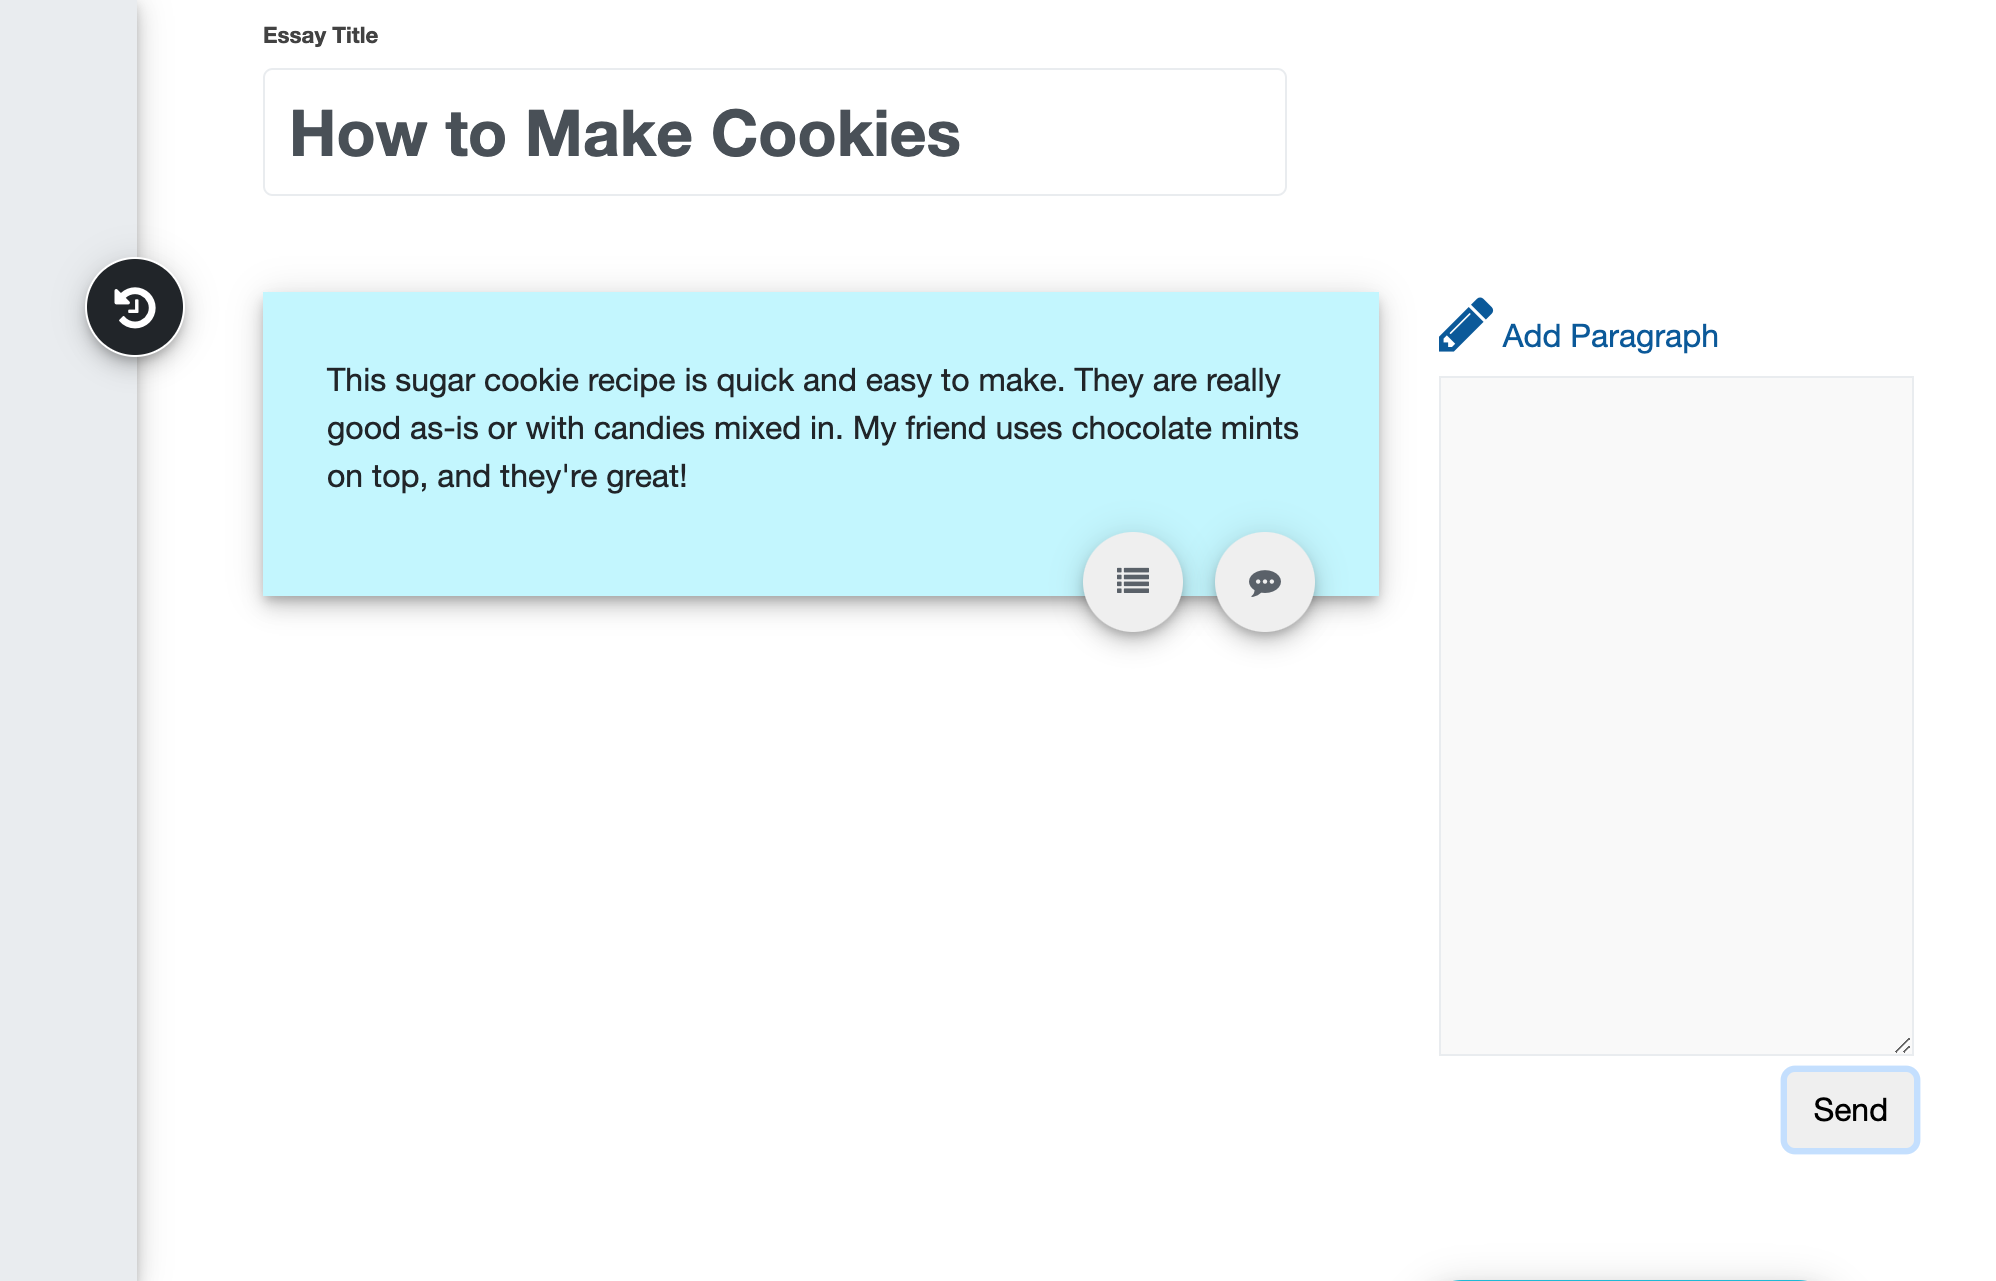 Essay Title
How to Make Cookies
This sugar cookie recipe is quick and easy to make. They are really
good as-is or with candies mixed in. My friend uses chocolate mints
on top, and they're great!
Add Paragraph
Send